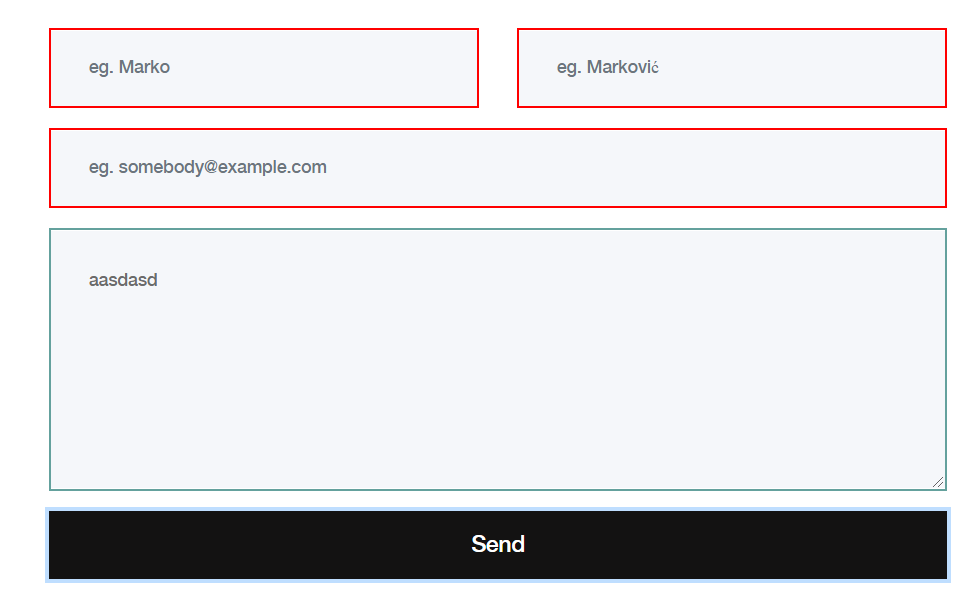 eg. Marko
eg. Marković
eg. somebody@example.com
aasdasd
Send